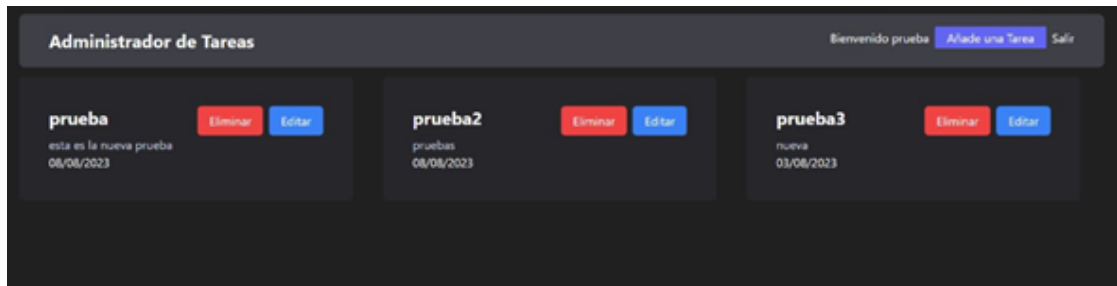 Administrador de Tareas
Bienvenido prueba Añade una Tarea Salir
prueba Eliminar Editar
esta es la nueva prueba
08/08/2023
prueba2 Eliminar Editar
pruebas
08/08/2023
prueba3 Eliminar Editar
nueva
03/08/2023